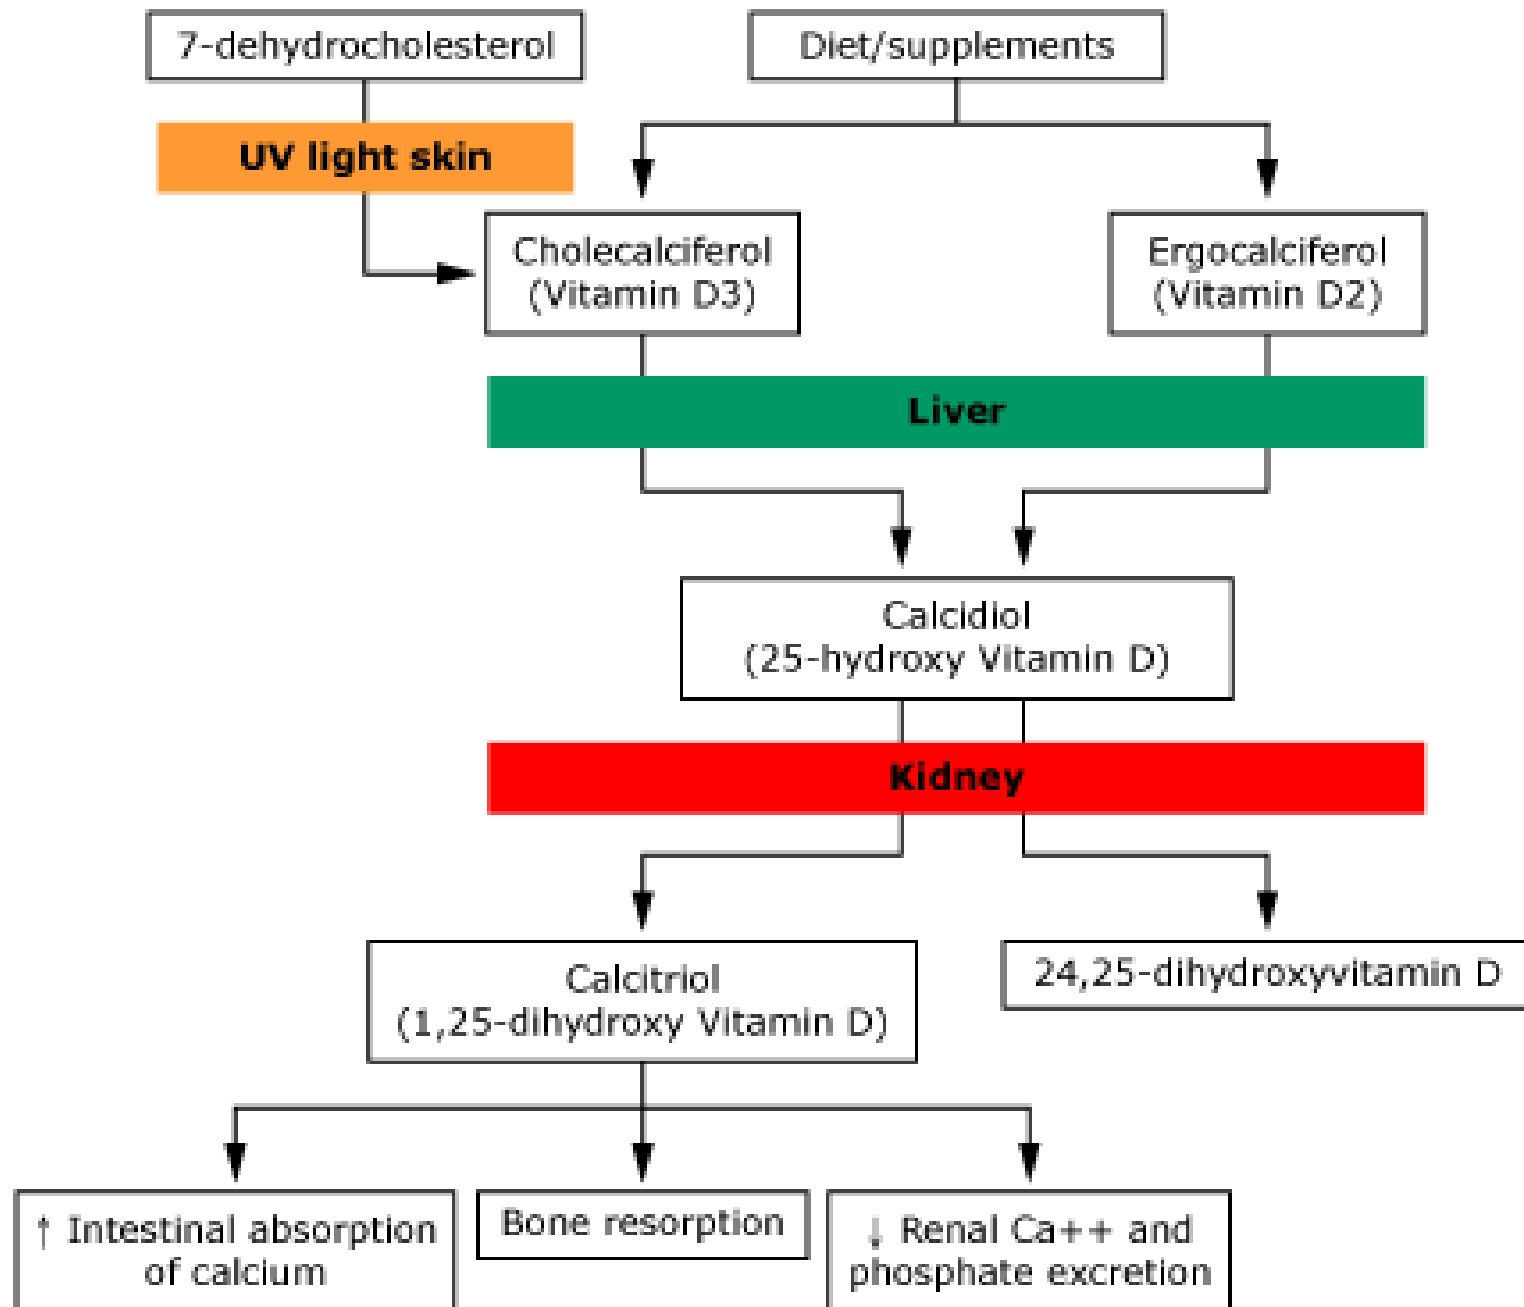 7-dehydrocholesterol
Diet/supplements
UV light skin
Cholecalciferol
(Vitamin D3)
Ergocalciferol
(Vitamin D2)
Liver
Calcidiol
(25-hydroxy Vitamin D)
Kidney
Calcitriol
(1,25-dihydroxy Vitamin D)
24,25-dihydroxyvitamin D
↑ Intestinal absorption
of calcium
Bone resorption
↓ Renal Ca++ and
phosphate excretion